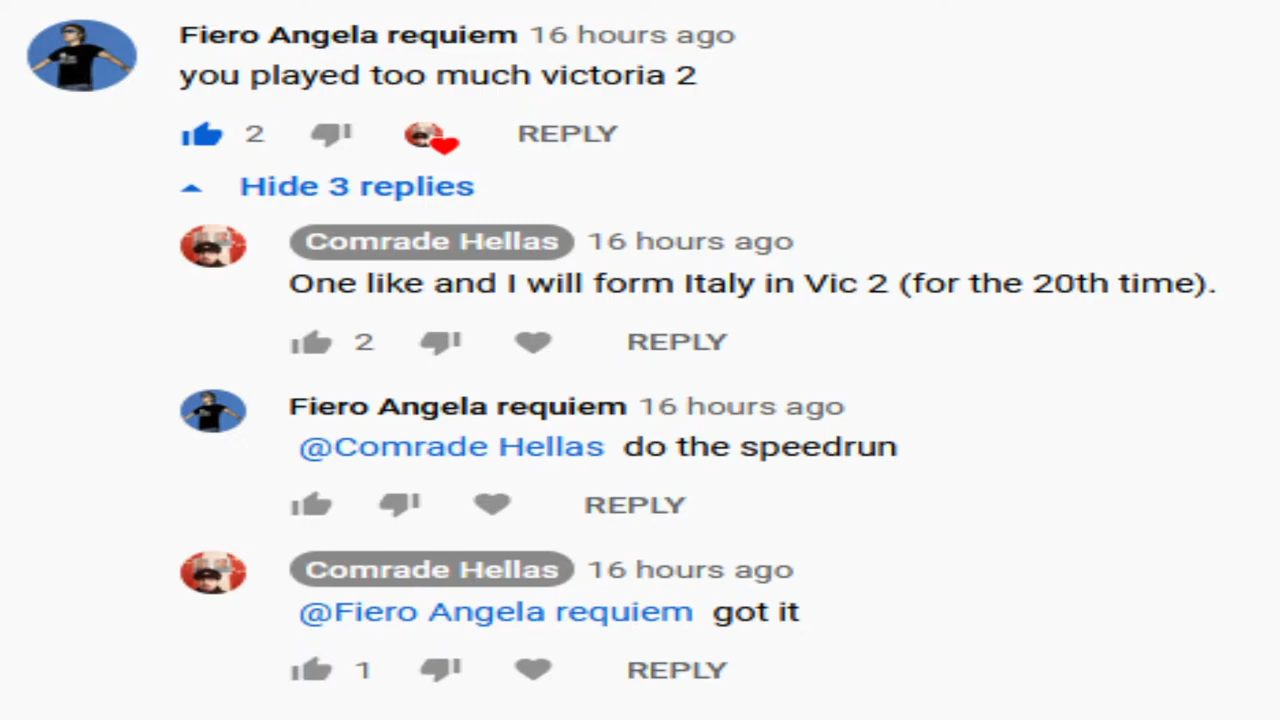 Fiero Angela requiem 16 hours ago
you played too much victoria 2
2 REPLY
Hide 3 replies
Comrade Hellas 16 hours ago
One like and I will form Italy in Vic 2 (for the 20th time).
2 REPLY
Fiero Angela requiem 16 hours ago
@Comrade Hellas do the speedrun
REPLY
Comrade Hellas 16 hours ago
@Fiero Angela requiem got it
1 REPLY